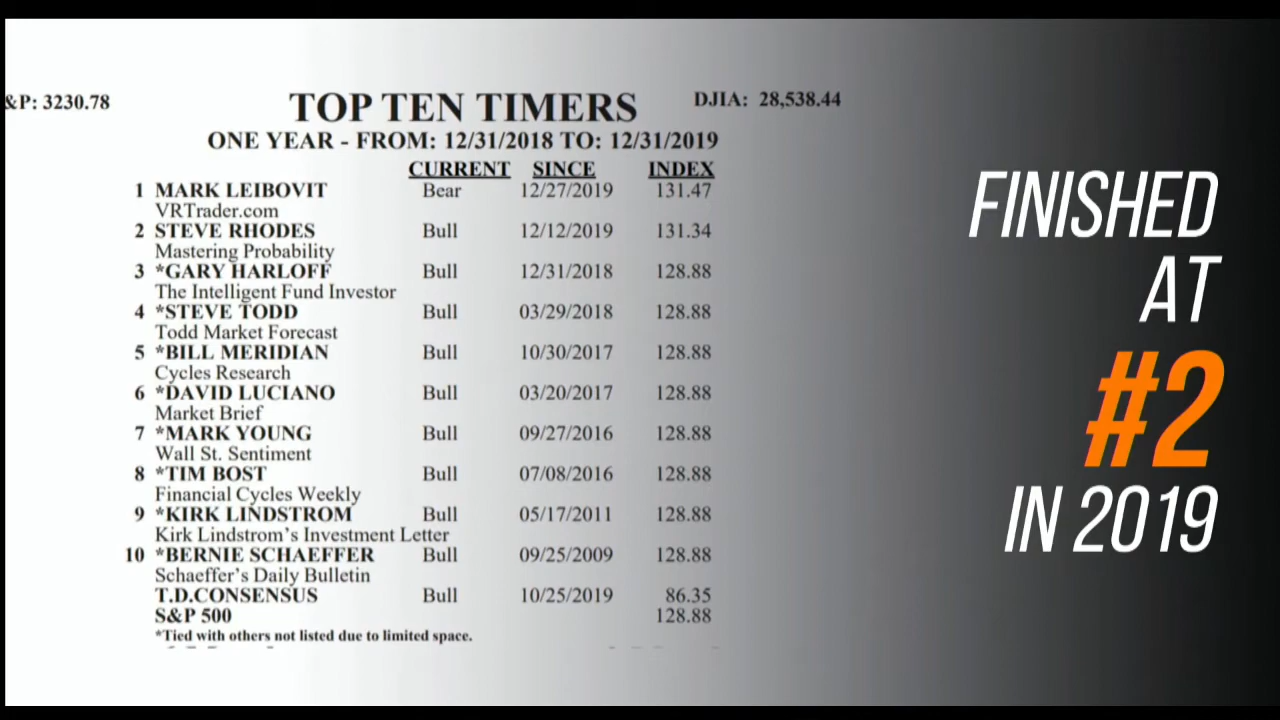 &P: 3230.78
TOP TEN TIMERS
DJIA: 28,538.44
ONE YEAR - FROM: 12/31/2018 TO: 12/31/2019
CURRENT SINCE INDEX
1 MARK LEIBOVIT Bear 12/27/2019 131.47
VRTrader.com
2 STEVE RHODES Bull 12/12/2019 131.34
Mastering Probability
3 *GARY HARLOFF Bull 12/31/2018 128.88
The Intelligent Fund Investor
4 *STEVE TODD Bull 03/29/2018 128.88
Todd Market Forecast
5 *BILL MERIDIAN Bull 10/30/2017 128.88
Cycles Research
6 *DAVID LUCIANO Bull 03/20/2017 128.88
Market Brief
7 *MARK YOUNG Bull 09/27/2016 128.88
Wall St. Sentiment
8 *TIM BOST Bull 07/08/2016 128.88
Financial Cycles Weekly
9 *KIRK LINDSTROM Bull 05/17/2011 128.88
Kirk Lindstrom's Investment Letter
10 *BERNIE SCHAEFFER Bull 09/25/2009 128.88
Schaeffer's Daily Bulletin
T.D.CONSENSUS Bull 10/25/2019 86.35
S&P 500 128.88
*Tied with others not listed due to limited space.
FINISHED
AT
#2
IN 2019